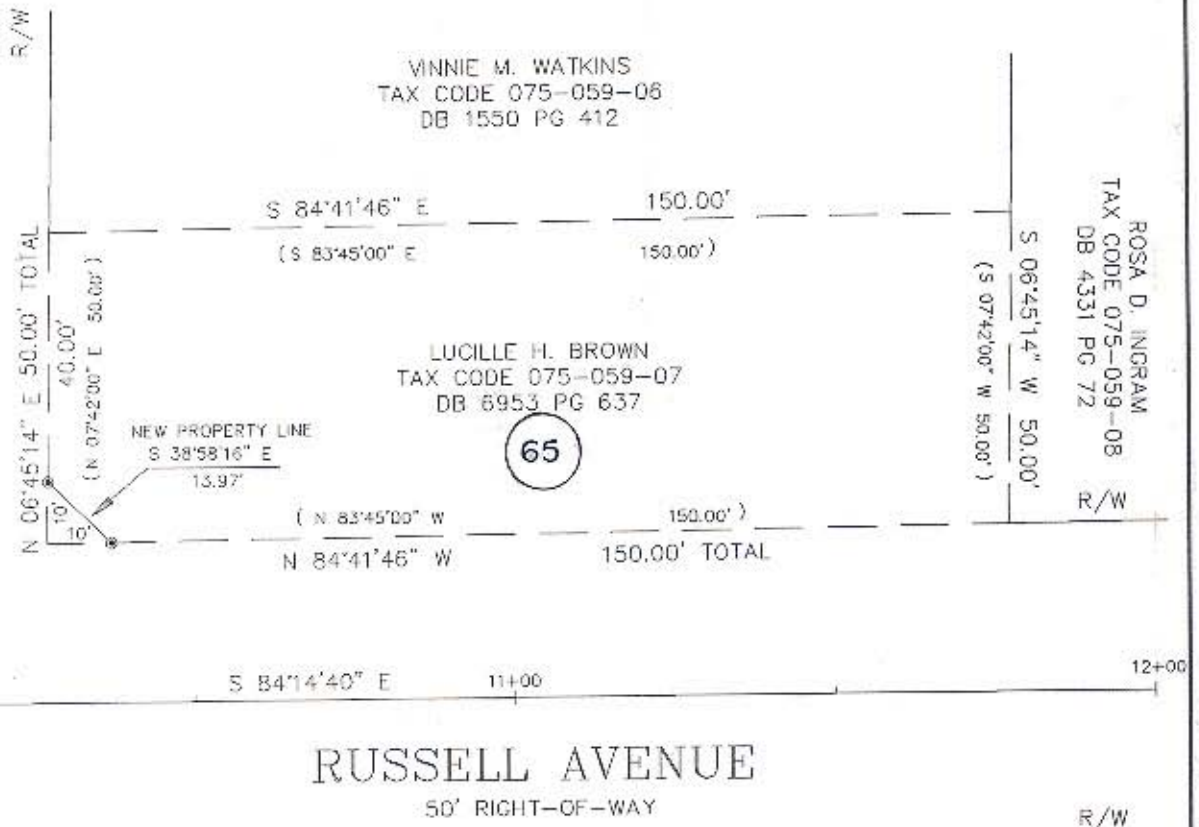 R/W
VINNIE M. WATKINS
TAX CODE 075-059-06
DB 1550 PG 412
S 84°41'46" E 150.00'
(S 83°45'00" E 150.00')
N 06°45'14" E 50.00' TOTAL
40.00'
(N 07°42'00" E 50.00')
S 06°45'14" W 50.00'
(S 07°42'00" W 50.00')
ROSA D. INGRAM
TAX CODE 075-059-08
DB 4331 PG 72
LUCILLE H. BROWN
TAX CODE 075-059-07
DB 6953 PG 637
65
NEW PROPERTY LINE
S 38°58'16" E
13.97'
10'
10'
R/W
(N 83°45'00" W 150.00')
N 84°41'46" W 150.00' TOTAL
S 84°14'40" E 11+00 12+00
RUSSELL AVENUE
50' RIGHT-OF-WAY
R/W